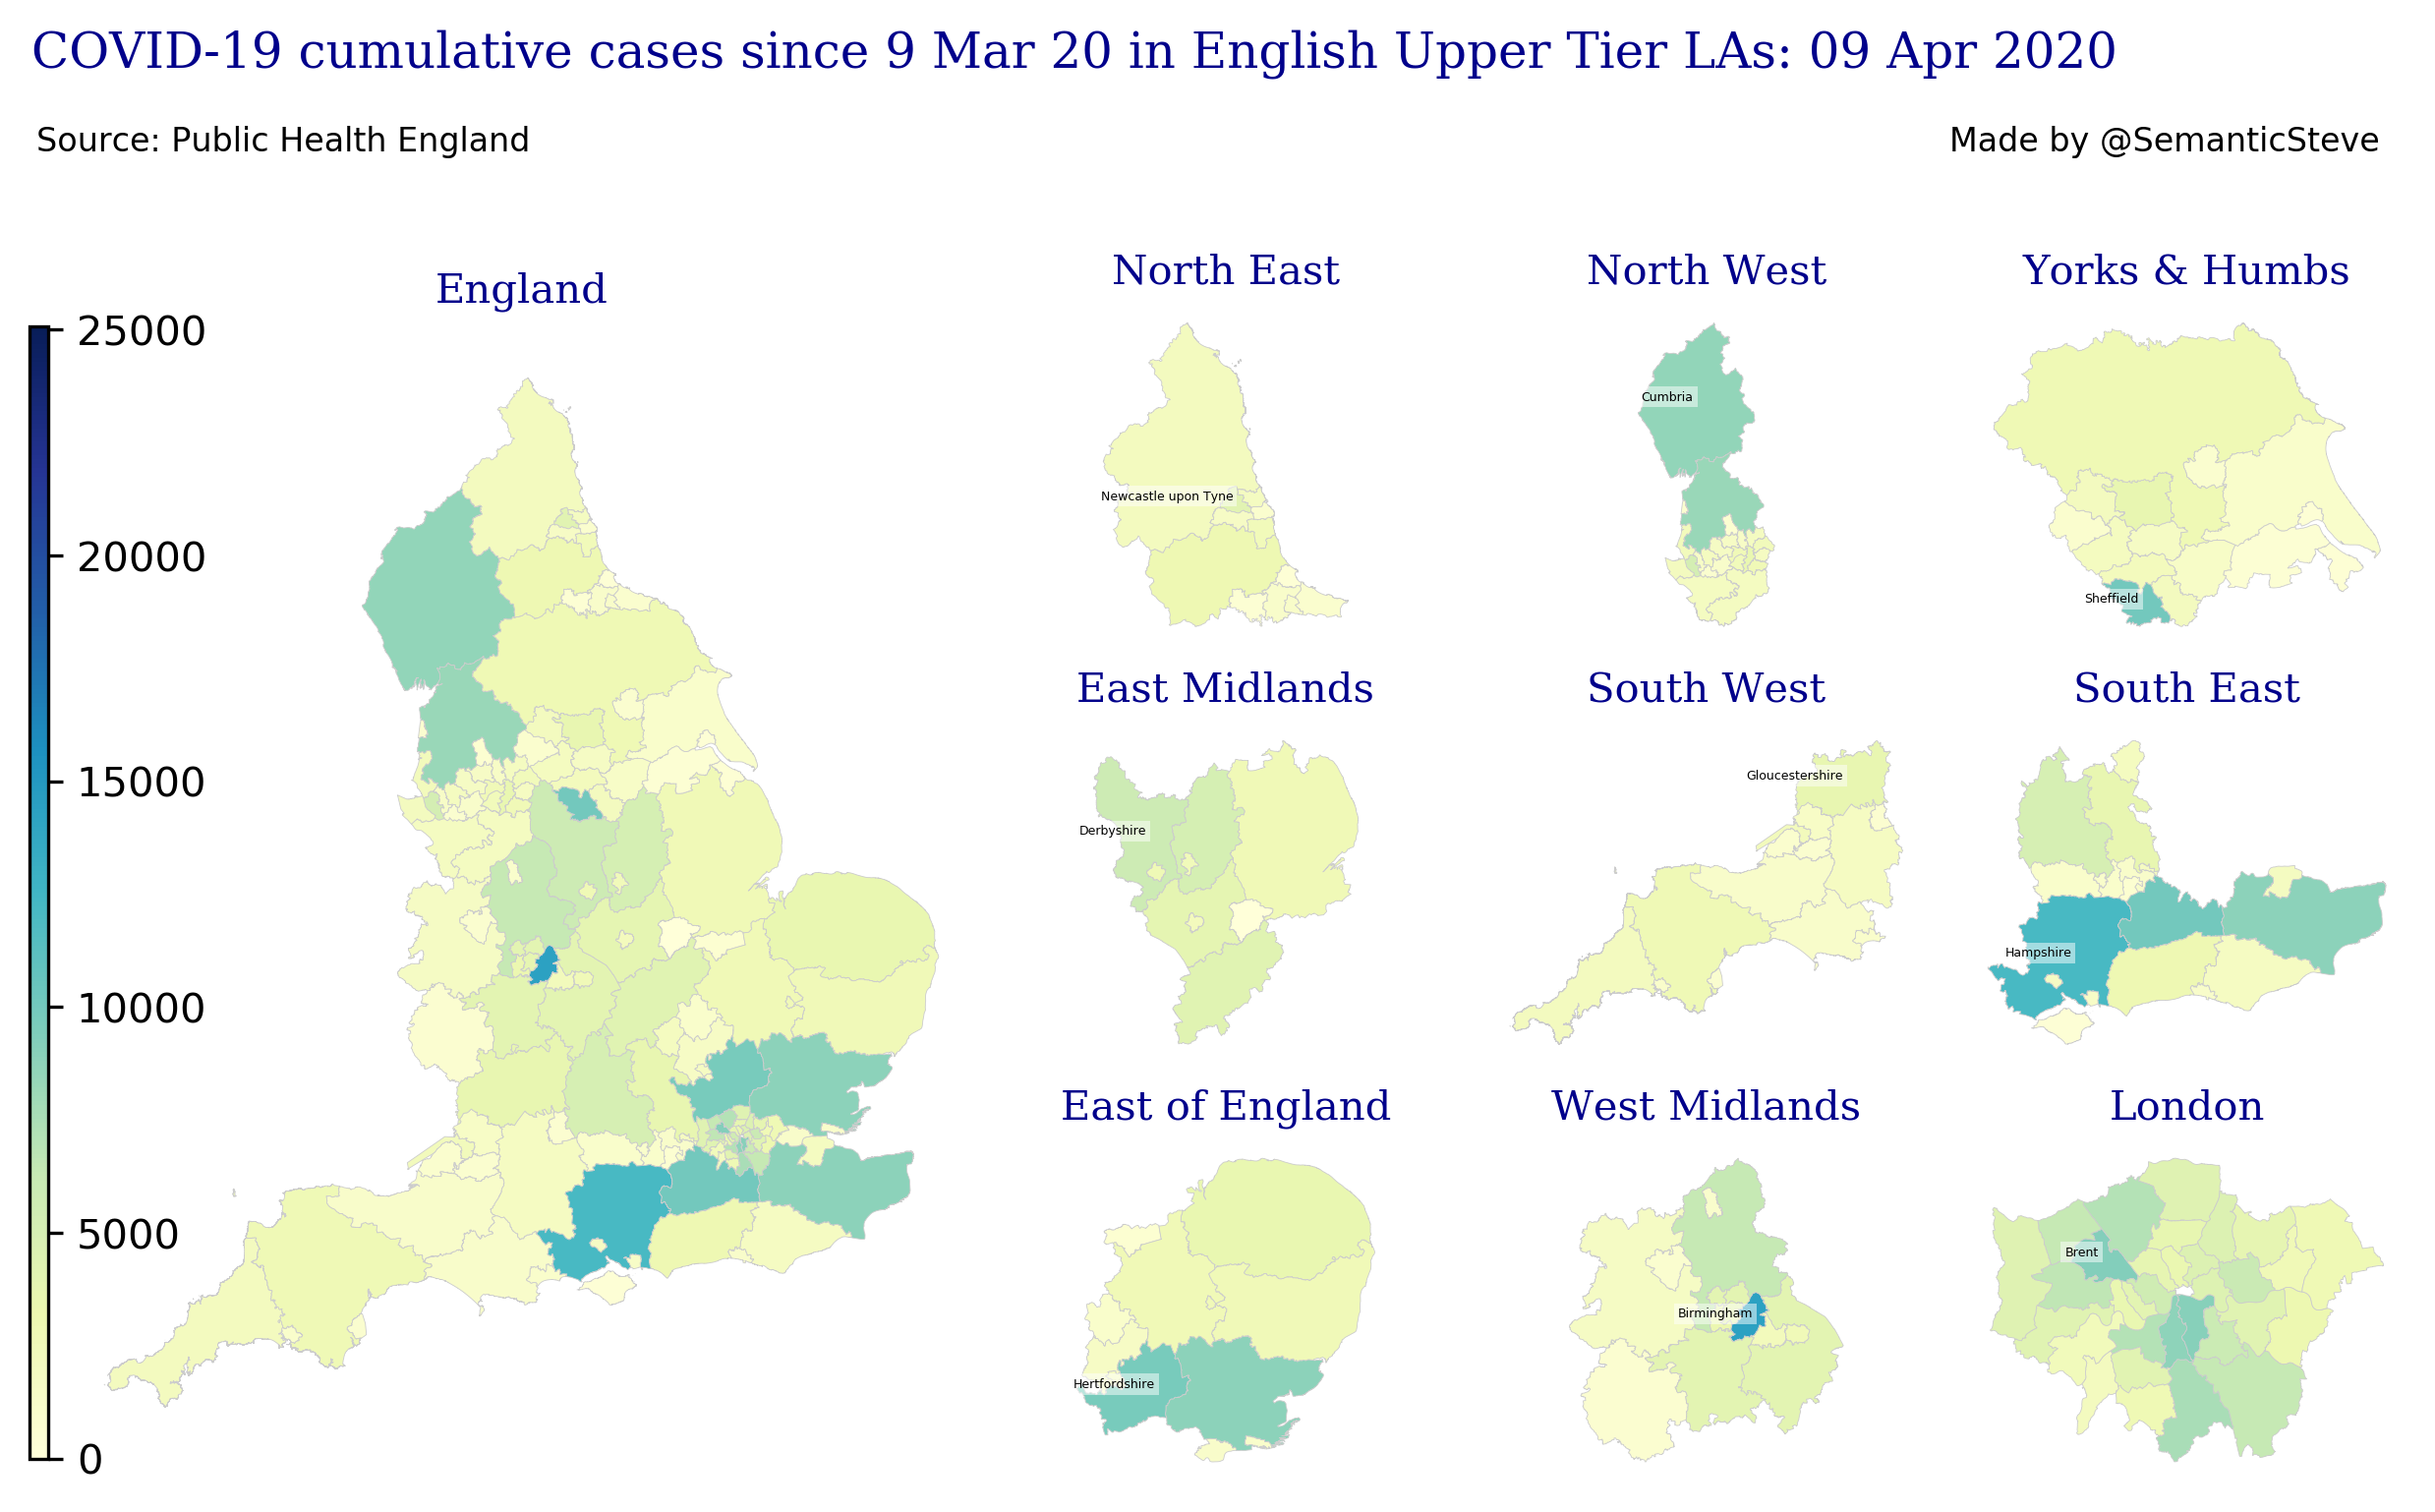 COVID-19 cumulative cases since 9 Mar 20 in English Upper Tier LAs: 09 Apr 2020
Source: Public Health England
Made by @SemanticSteve
England
25000
20000
15000
10000
5000
0
North East
Newcastle upon Tyne
North West
Cumbria
Yorks & Humbs
Sheffield
East Midlands
Derbyshire
South West
Gloucestershire
South East
Hampshire
East of England
Hertfordshire
West Midlands
Birmingham
London
Brent